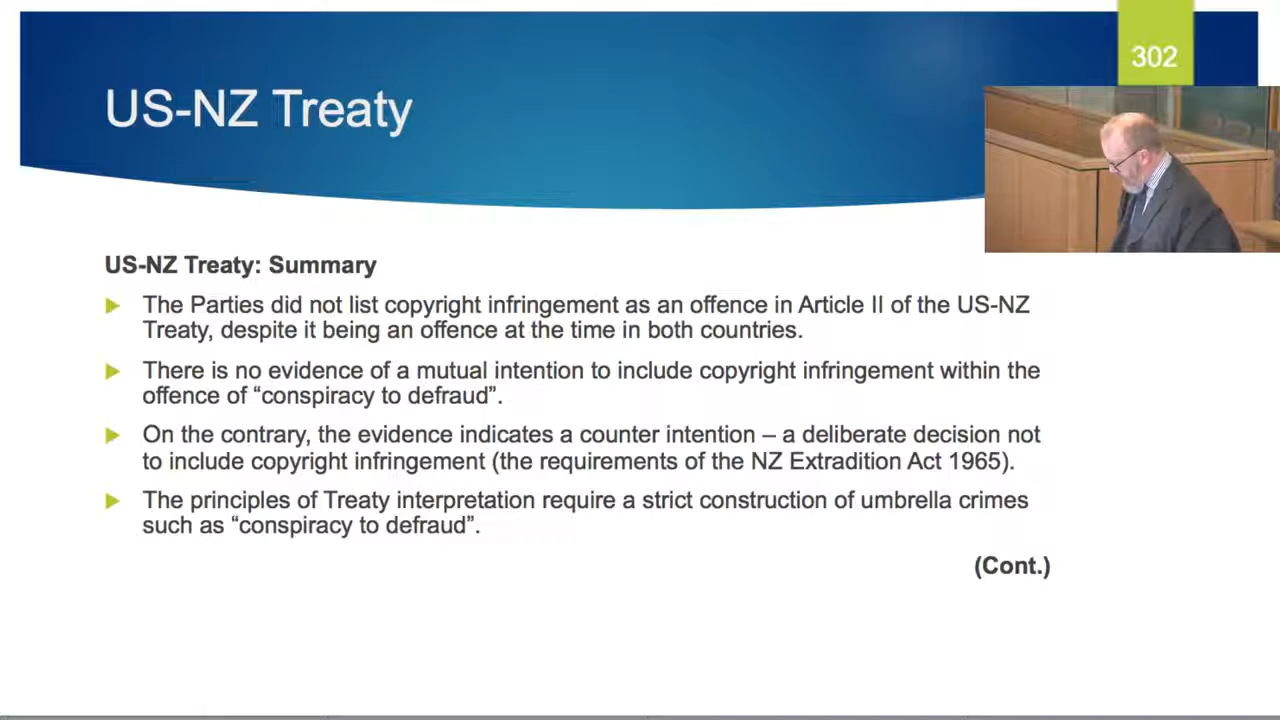 302
US-NZ Treaty
US-NZ Treaty: Summary
The Parties did not list copyright infringement as an offence in Article II of the US-NZ
Treaty, despite it being an offence at the time in both countries.
There is no evidence of a mutual intention to include copyright infringement within the
offence of “conspiracy to defraud”.
On the contrary, the evidence indicates a counter intention – a deliberate decision not
to include copyright infringement (the requirements of the NZ Extradition Act 1965).
The principles of Treaty interpretation require a strict construction of umbrella crimes
such as “conspiracy to defraud”.
(Cont.)